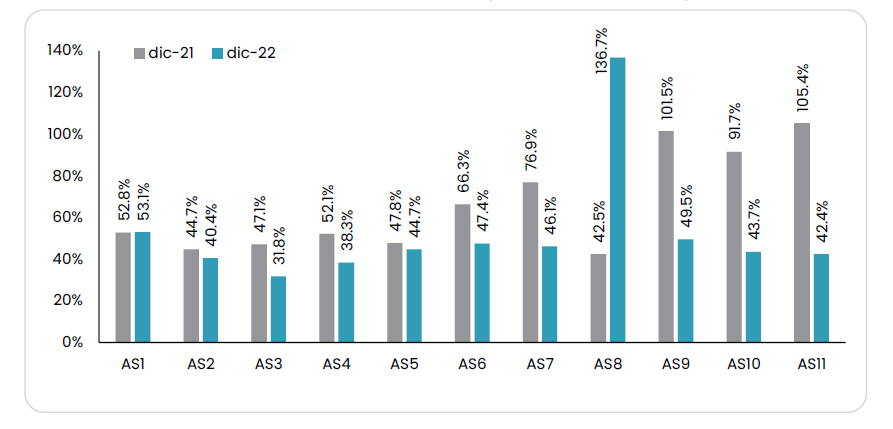 140%
120%
100%
80%
60%
40%
20%
0%
dic-21 dic-22
52.8% 53.1% 44.7% 40.4% 47.1% 31.8% 52.1% 38.3% 47.8% 44.7% 66.3% 47.4% 76.9% 46.1% 42.5% 136.7% 101.5% 49.5% 91.7% 43.7% 105.4% 42.4%
AS1 AS2 AS3 AS4 AS5 AS6 AS7 AS8 AS9 AS10 AS11